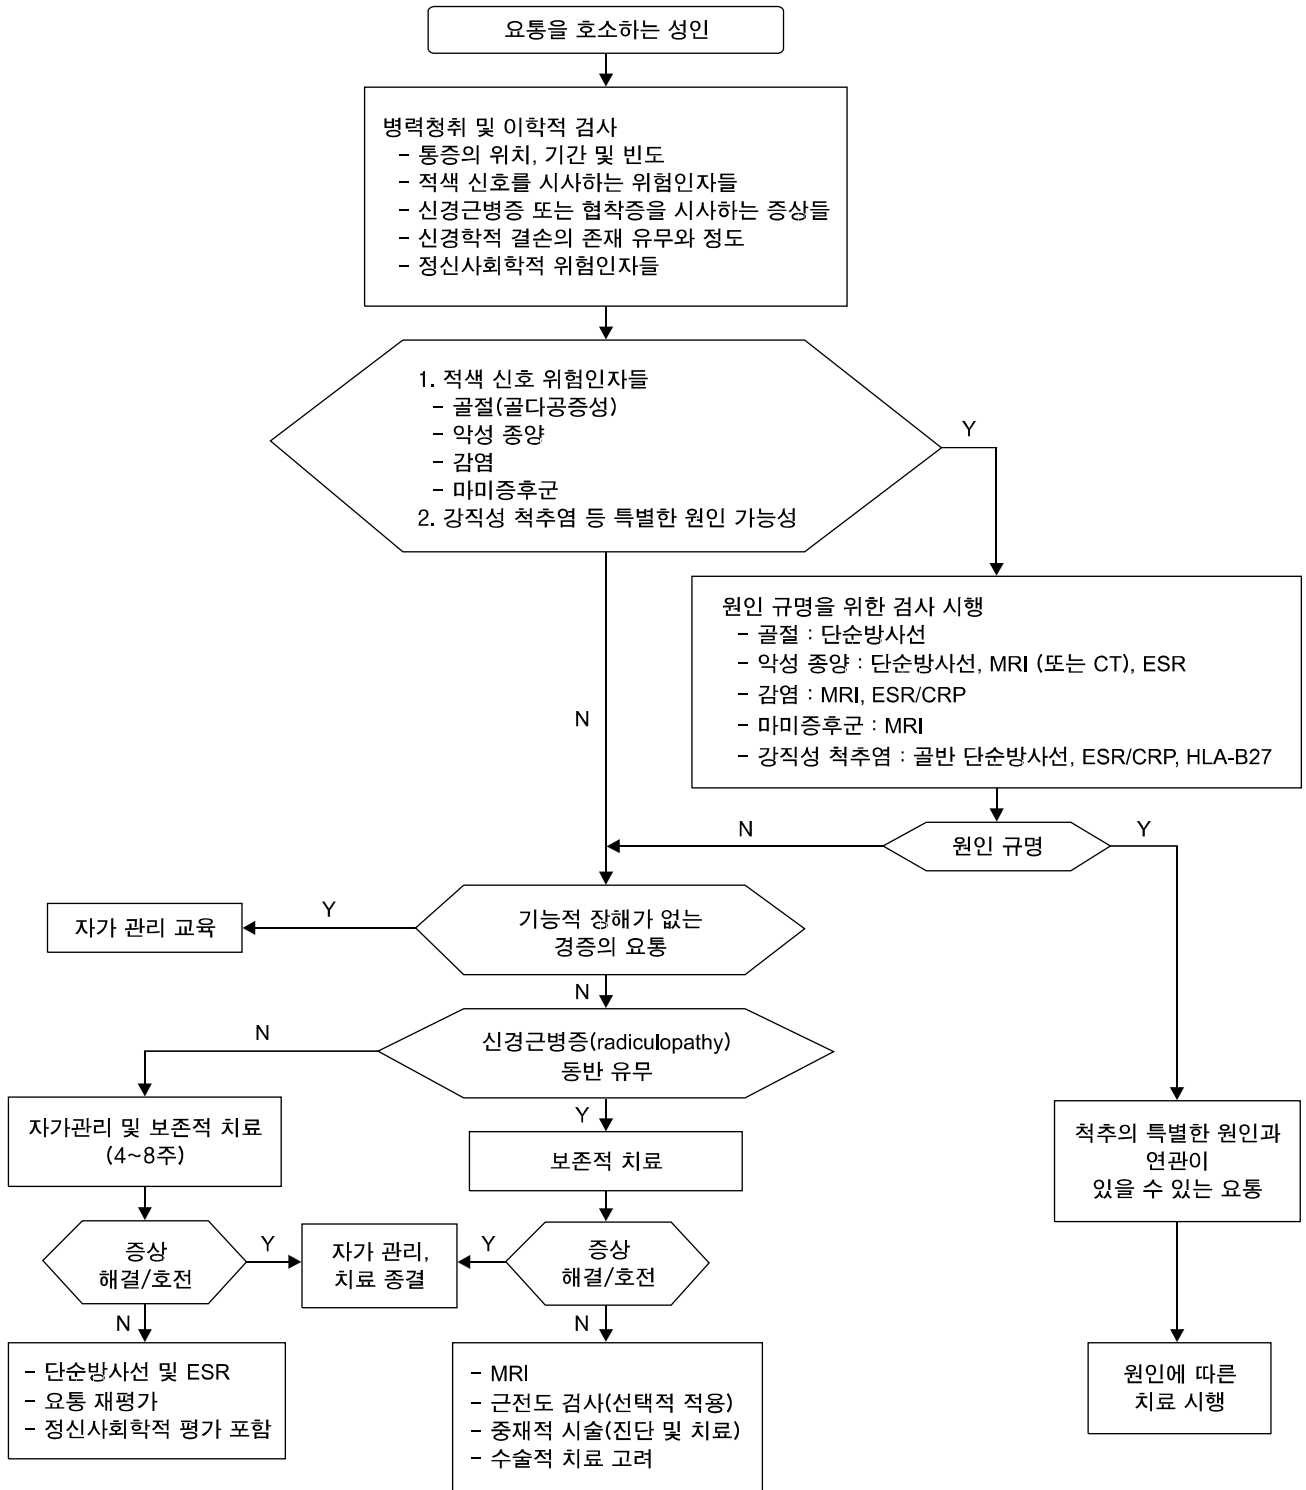 요통을 호소하는 성인
병력청취 및 이학적 검사
- 통증의 위치, 기간 및 빈도
- 적색 신호를 시사하는 위험인자들
- 신경근병증 또는 협착증을 시사하는 증상들
- 신경학적 결손의 존재 유무와 정도
- 정신사회학적 위험인자들
1. 적색 신호 위험인자들
- 골절(골다공증성)
- 악성 종양
- 감염
- 마미증후군
2. 강직성 척추염 등 특별한 원인 가능성
Y
N
원인 규명을 위한 검사 시행
- 골절 : 단순방사선
- 악성 종양 : 단순방사선, MRI (또는 CT), ESR
- 감염 : MRI, ESR/CRP
- 마미증후군 : MRI
- 강직성 척추염 : 골반 단순방사선, ESR/CRP, HLA-B27
N
원인 규명
Y
자가 관리 교육
Y
기능적 장해가 없는
경증의 요통
N
N
신경근병증(radiculopathy)
동반 유무
Y
자가관리 및 보존적 치료
(4~8주)
보존적 치료
척추의 특별한 원인과
연관이
있을 수 있는 요통
증상
해결/호전
Y
자가 관리,
치료 종결
Y
증상
해결/호전
N
N
- 단순방사선 및 ESR
- 요통 재평가
- 정신사회학적 평가 포함
- MRI
- 근전도 검사(선택적 적용)
- 중재적 시술(진단 및 치료)
- 수술적 치료 고려
원인에 따른
치료 시행